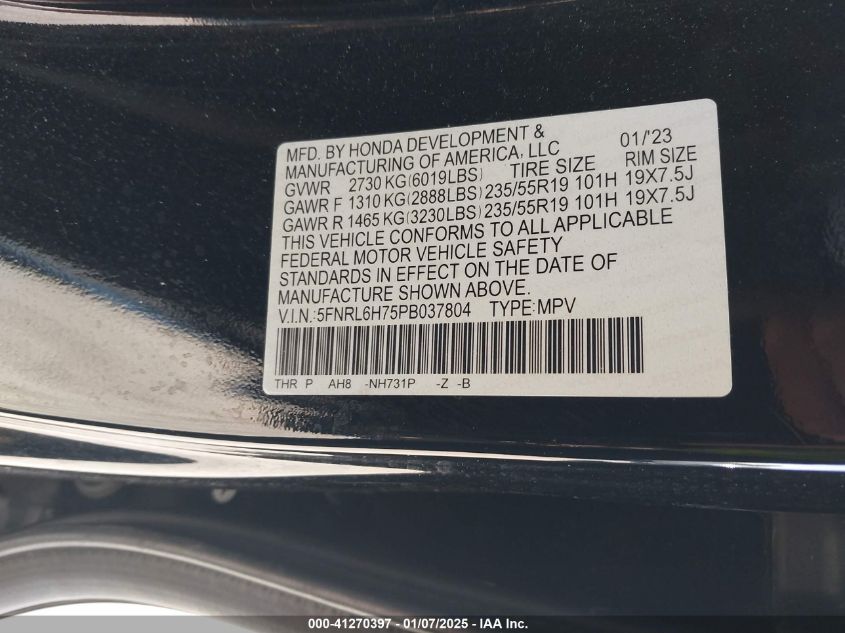 MFD. BY HONDA DEVELOPMENT & 01/'23
MANUFACTURING OF AMERICA, LLC
GVWR 2730 KG(6019LBS) TIRE SIZE RIM SIZE
GAWR F 1310 KG(2888LBS) 235/55R19 101H 19X7.5J
GAWR R 1465 KG(3230LBS) 235/55R19 101H 19X7.5J
THIS VEHICLE CONFORMS TO ALL APPLICABLE
FEDERAL MOTOR VEHICLE SAFETY
STANDARDS IN EFFECT ON THE DATE OF
MANUFACTURE SHOWN ABOVE.
V.I.N.:5FNRL6H75PB037804 TYPE:MPV
THR P AH8 -NH731P -Z -B
000-41270397 - 01/07/2025 - IAA Inc.